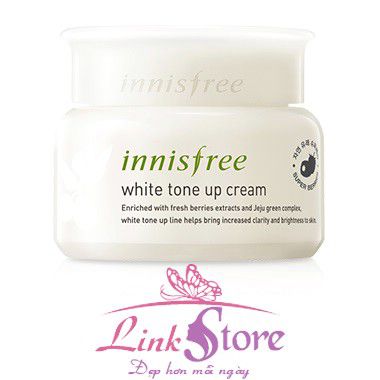 innisfree
innisfree
white tone up cream
Enriched with fresh berries extracts and Jeju green complex,
white tone up line helps bring increased clarity and brightness to skin.
SUPER BERRIES
Link Store
Đẹp hơn mỗi ngày